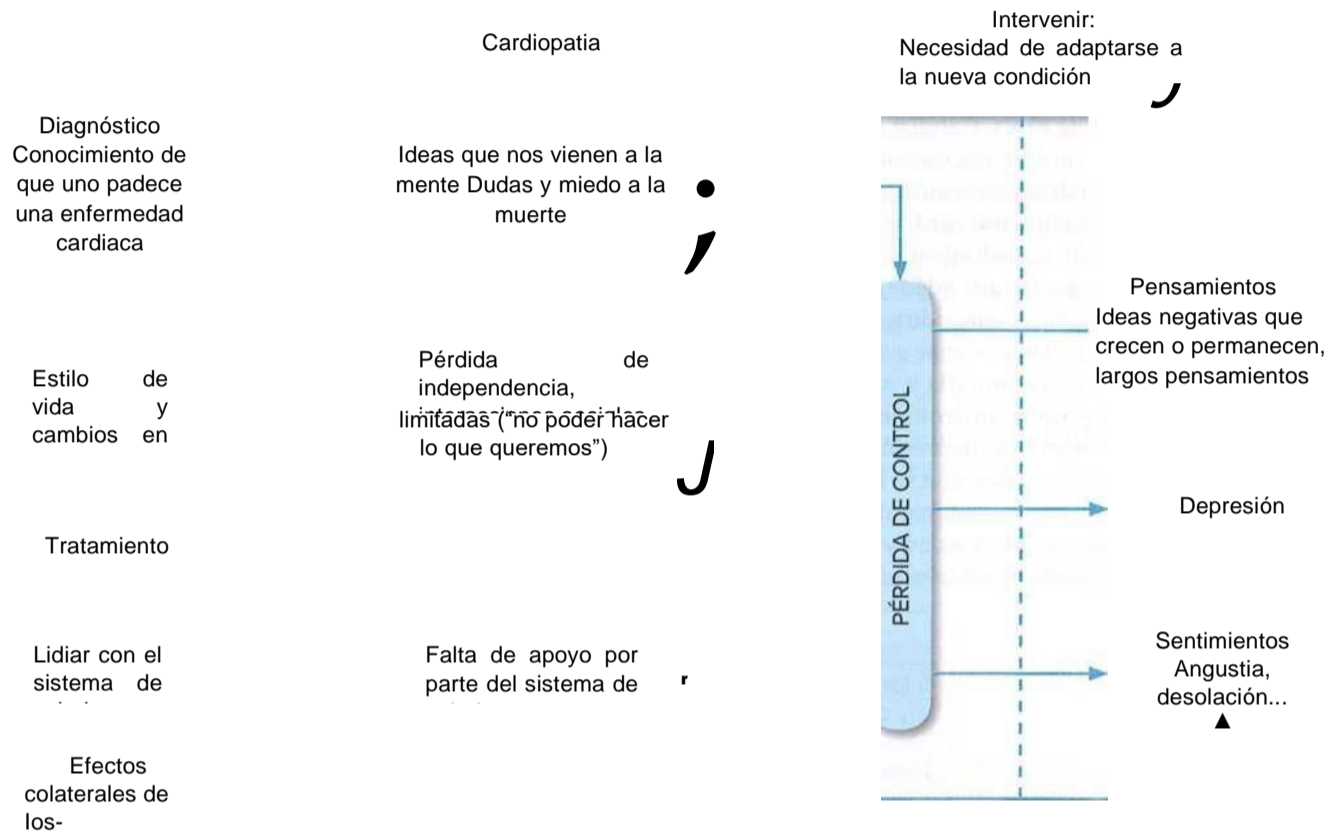 Cardiopatia
Intervenir:
Necesidad de adaptarse a
la nueva condición
Diagnóstico
Conocimiento de
que uno padece
una enfermedad
cardiaca
Ideas que nos vienen a la
mente Dudas y miedo a la
muerte
Estilo de
vida y
cambios en
Pérdida de
independencia,
limitadas (“no poder hacer
lo que queremos”)
PÉRDIDA DE CONTROL
Pensamientos
Ideas negativas que
crecen o permanecen,
largos pensamientos
Depresión
Tratamiento
Lidiar con el
sistema de
Falta de apoyo por
parte del sistema de
Sentimientos
Angustia,
desolación...
Efectos
colaterales de
los-